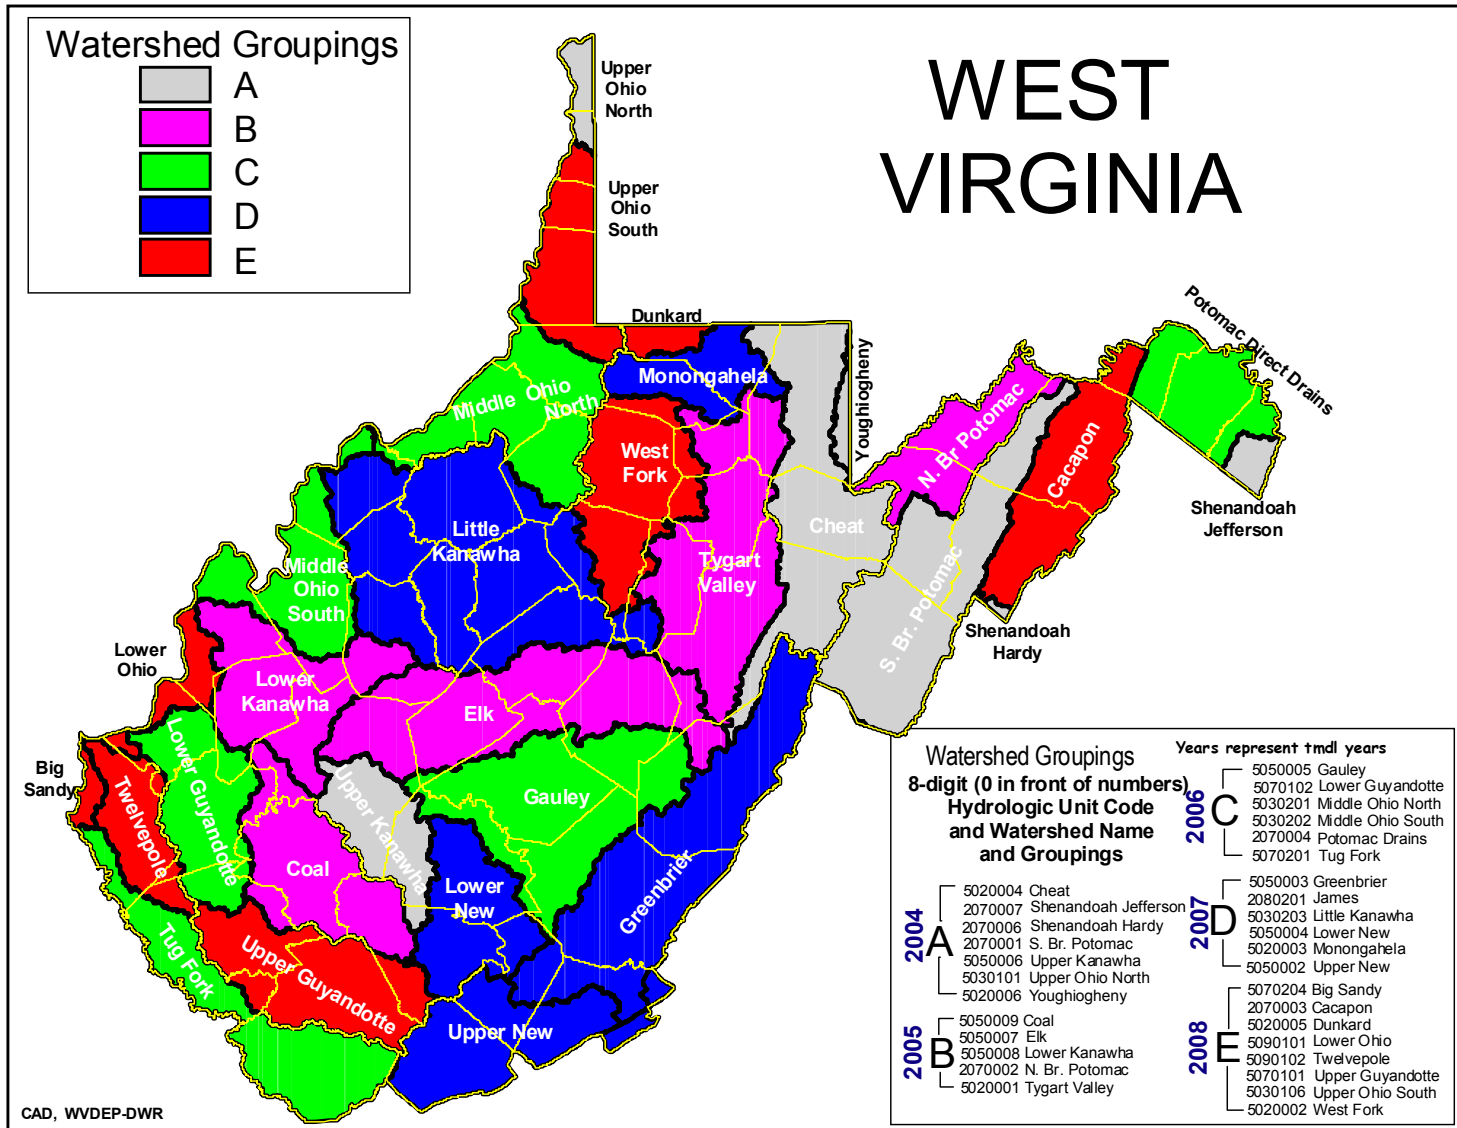 Watershed Groupings
A
B
C
D
E
WEST
VIRGINIA
Upper
Ohio
North
Upper
Ohio
South
Dunkard
Monongahela
Youghiogheny
Potomac Direct Drains
Middle Ohio
North
West
Fork
N. Br Potomac
Cacapon
Shenandoah
Jefferson
Little
Kanawha
Cheat
Tygart
Valley
S. Br. Potomac
Middle
Ohio
South
Shenandoah
Hardy
Lower
Ohio
Lower
Kanawha
Elk
Big
Sandy
Twelvepole
Lower Guyandotte
Upper Kanawha
Gauley
Coal
Lower
New
Greenbrier
Tug Fork
Upper Guyandotte
Upper New
CAD, WVDEP-DWR
Watershed Groupings
8-digit (0 in front of numbers)
Hydrologic Unit Code
and Watershed Name
and Groupings
Years represent tmdl years
2004
A
5020004 Cheat
2070007 Shenandoah Jefferson
2070006 Shenandoah Hardy
2070001 S. Br. Potomac
5050006 Upper Kanawha
5030101 Upper Ohio North
5020006 Youghiogheny
2005
B
5050009 Coal
5050007 Elk
5050008 Lower Kanawha
2070002 N. Br. Potomac
5020001 Tygart Valley
2006
C
5050005 Gauley
5070102 Lower Guyandotte
5030201 Middle Ohio North
5030202 Middle Ohio South
2070004 Potomac Drains
5070201 Tug Fork
2007
D
5050003 Greenbrier
2080201 James
5030203 Little Kanawha
5050004 Lower New
5020003 Monongahela
5050002 Upper New
2008
E
5070204 Big Sandy
2070003 Cacapon
5020005 Dunkard
5090101 Lower Ohio
5090102 Twelvepole
5070101 Upper Guyandotte
5030106 Upper Ohio South
5020002 West Fork